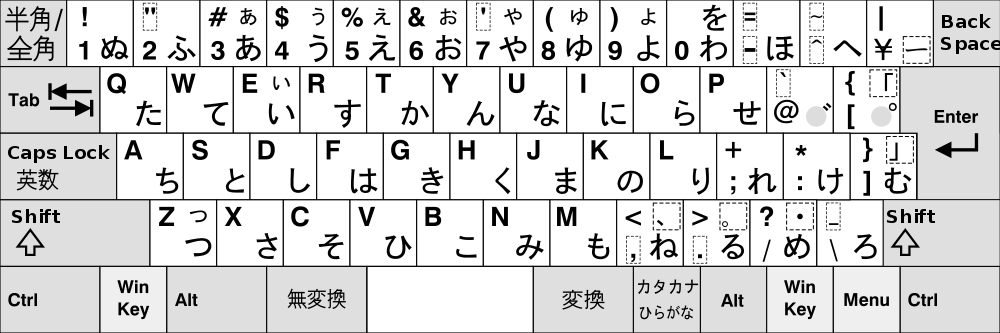 半角/ ! " # ぁ $ ぅ % ぇ & ぉ ' ゃ ( ゅ ) ょ を = ~ | Back
全角 1 ぬ 2 ふ 3 あ 4 う 5 え 6 お 7 や 8 ゆ 9 よ 0 わ - ほ ^ へ ¥ ー Space
Tab Q た W て E ぃ い R す T か Y ん U な I に O ら P せ ` @ ゛ { 「 [ ゜ Enter
Caps Lock A ち S と D し F は G き H く J ま K の L り + ; れ * : け } 」 ] む
英数
Shift Z っ つ X さ C そ V ひ B こ N み M も < 、 , ね > 。 . る ? ・ / め _ \ ろ Shift
Ctrl Win Key Alt 無変換 変換 カタカナ ひらがな Alt Win Key Menu Ctrl